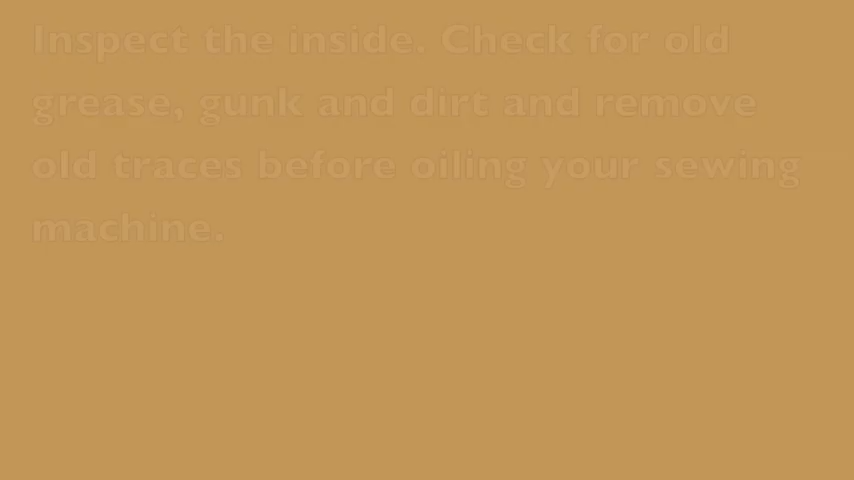 Inspect the inside. Check for old
grease, gunk and dirt and remove
old traces before oiling your sewing
machine.